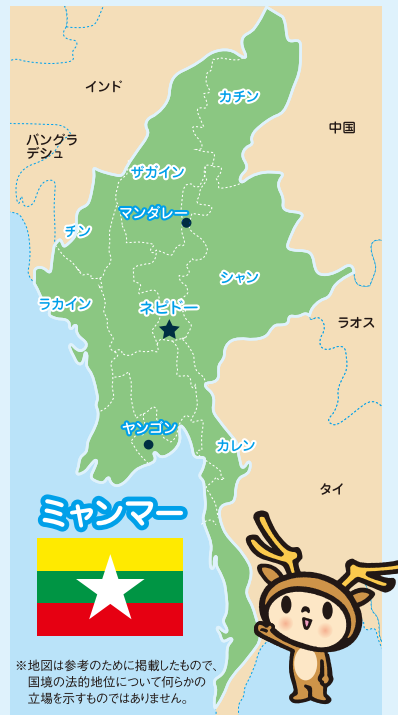 インド
カチン
中国
バングラ
デシュ
ザガイン
マンダレー
チン
シャン
ラカイン
ネピドー
ラオス
ヤンゴン
カレン
タイ
ミャンマー
※地図は参考のために掲載したもので、
国境の法的地位について何らかの
立場を示すものではありません。